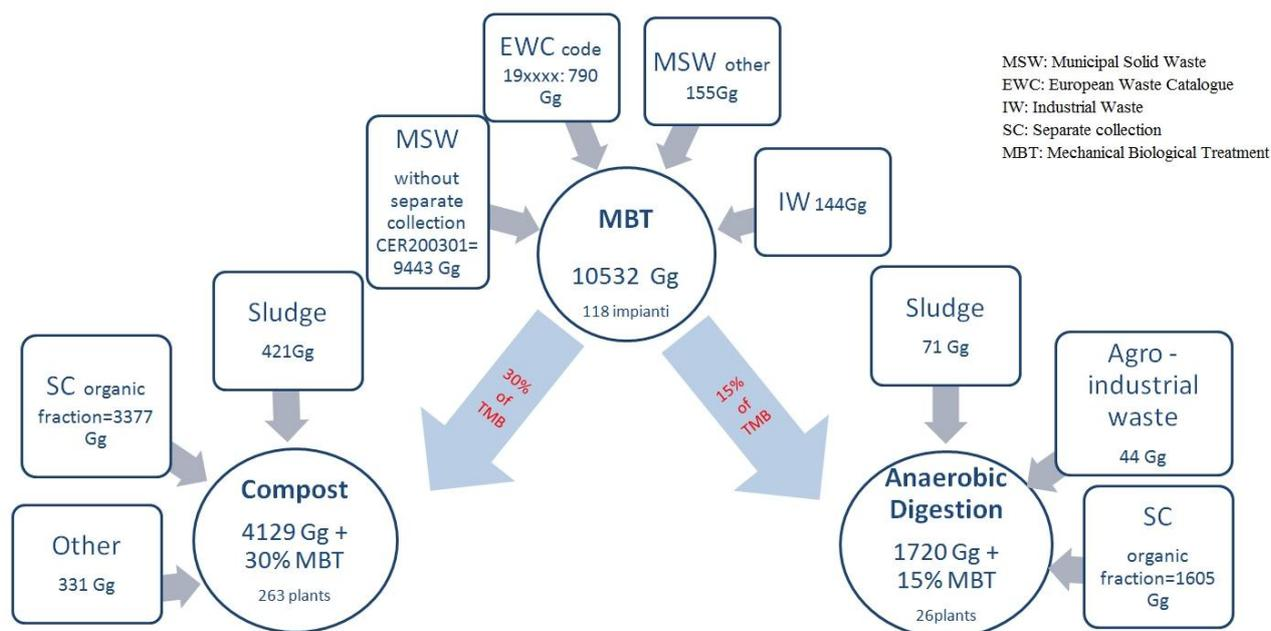 EWC code
19xxxx: 790
Gg
MSW other
155Gg
MSW: Municipal Solid Waste
EWC: European Waste Catalogue
IW: Industrial Waste
SC: Separate collection
MBT: Mechanical Biological Treatment
MSW
without
separate
collection
CER200301=
9443 Gg
IW 144Gg
MBT
10532 Gg
118 impianti
Sludge
421Gg
Sludge
71 Gg
SC organic
fraction=3377
Gg
Agro -
industrial
waste
44 Gg
30%
of
TMB
15%
of
TMB
Compost
4129 Gg +
30% MBT
263 plants
Anaerobic
Digestion
1720 Gg +
15% MBT
26plants
Other
331 Gg
SC
organic
fraction=1605
Gg